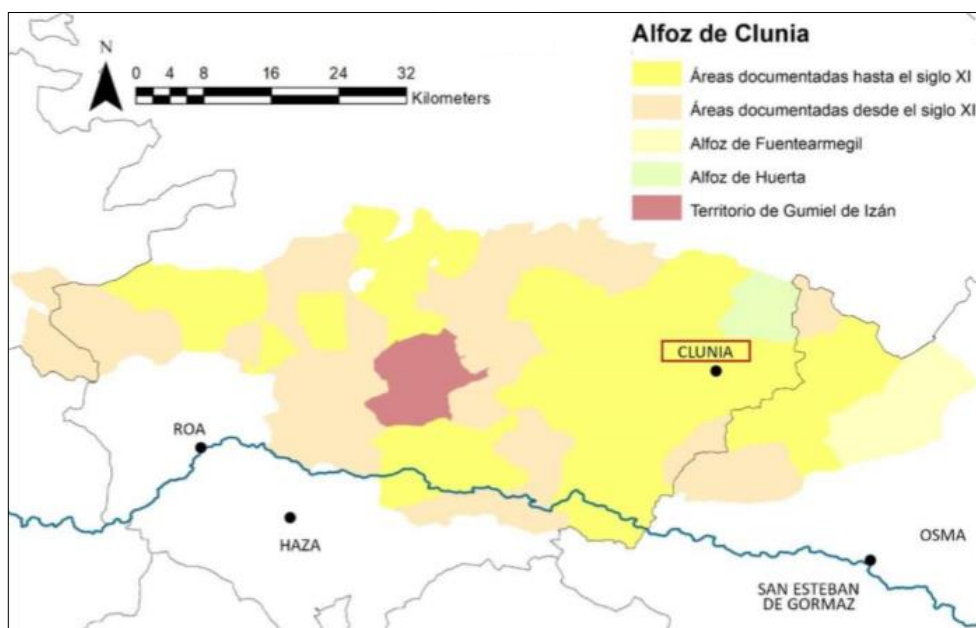 N
0 4 8 16 24 32
Kilometers
Alfoz de Clunia
Áreas documentadas hasta el siglo XI
Áreas documentadas desde el siglo XI
Alfoz de Fuentearmegil
Alfoz de Huerta
Territorio de Gumiel de Izán
CLUNIA
ROA
HAZA
OSMA
SAN ESTEBAN
DE GORMAZ